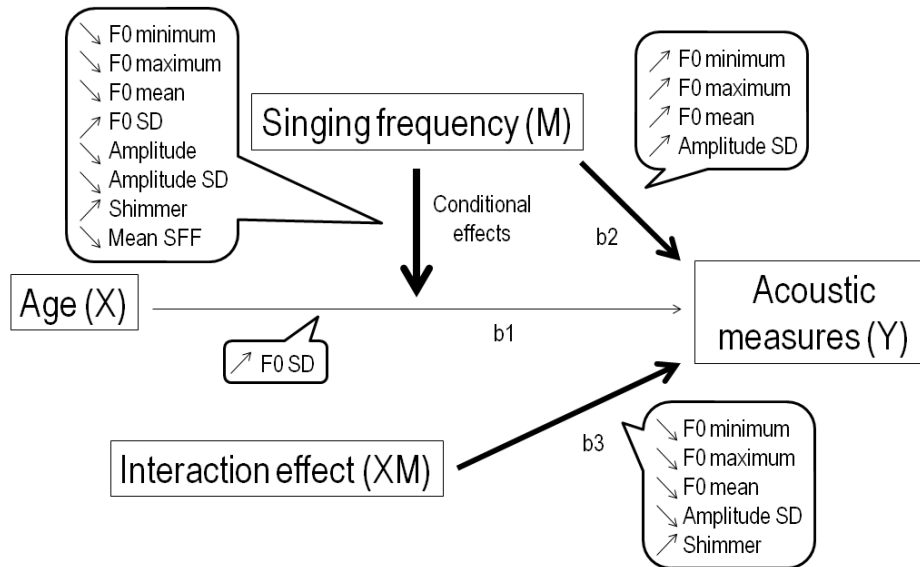 ↘ F0 minimum
↘ F0 maximum
↘ F0 mean
↗ F0 SD
↘ Amplitude
↘ Amplitude SD
↗ Shimmer
↘ Mean SFF
Singing frequency (M)
↗ F0 minimum
↗ F0 maximum
↗ F0 mean
↗ Amplitude SD
Conditional
effects
b2
Age (X)
b1
Acoustic
measures (Y)
↗ F0 SD
Interaction effect (XM)
b3
↘ F0 minimum
↘ F0 maximum
↘ F0 mean
↘ Amplitude SD
↗ Shimmer